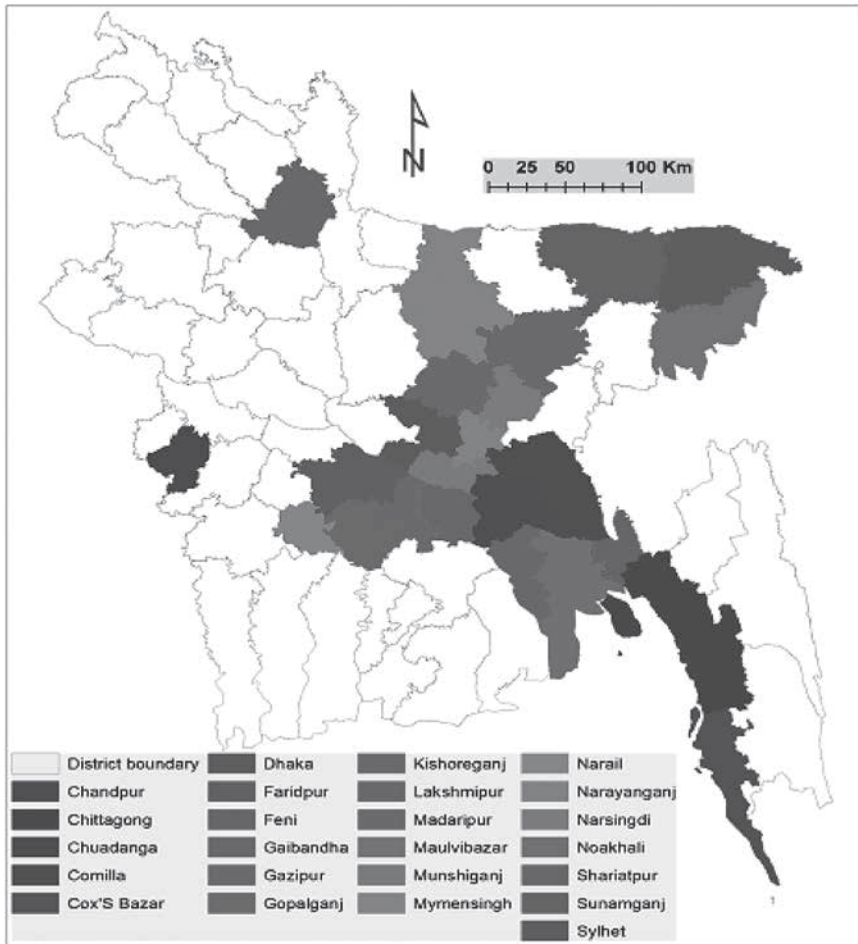 N
0 25 50 100 Km
District boundary Dhaka Kishoreganj Narail
Chandpur Faridpur Lakshmipur Narayanganj
Chittagong Feni Madaripur Narsingdi
Chuadanga Gaibandha Maulvibazar Noakhali
Comilla Gazipur Munshiganj Shariatpur
Cox'S Bazar Gopalganj Mymensingh Sunamganj
Sylhet